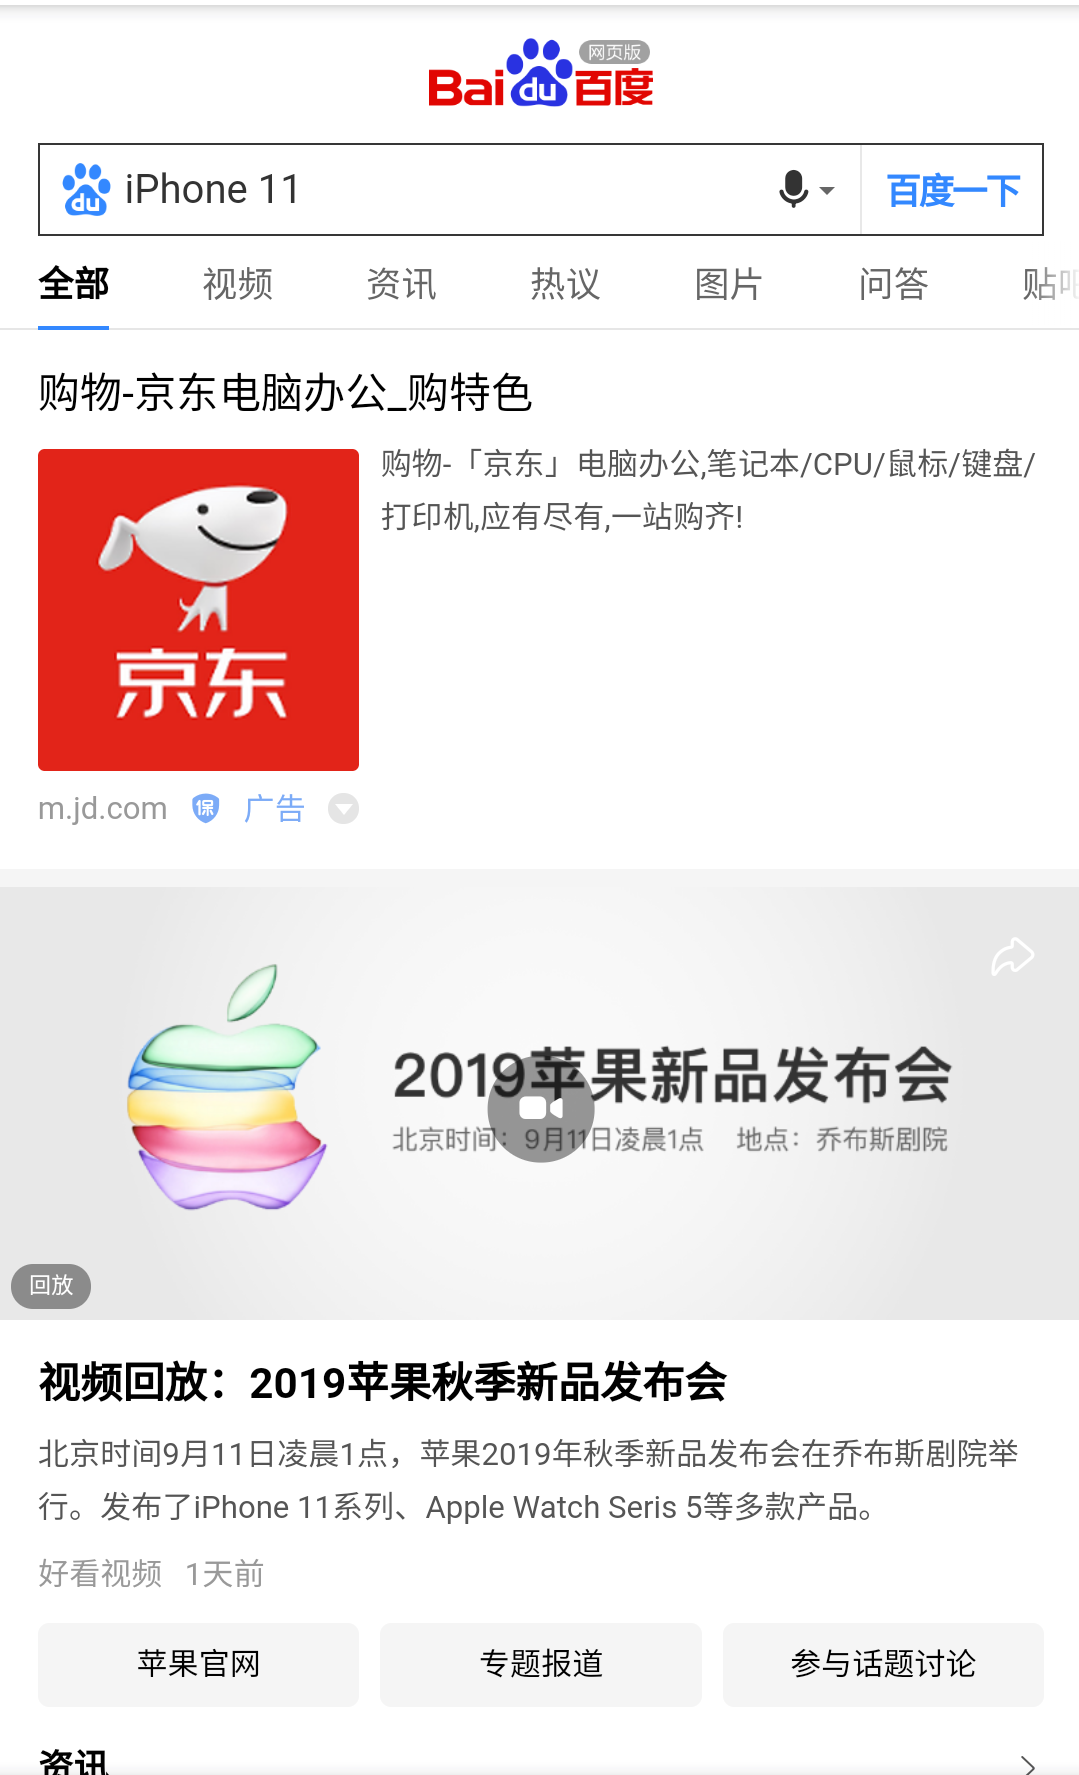 Bai du 百度 网页版
du iPhone 11 百度一下
全部 视频 资讯 热议 图片 问答 贴吧
购物-京东电脑办公_购特色
购物-「京东」电脑办公,笔记本/CPU/鼠标/键盘/
打印机,应有尽有,一站购齐!
京东
m.jd.com 保 广告
2019苹果新品发布会
北京时间：9月11日凌晨1点 地点：乔布斯剧院
回放
视频回放：2019苹果秋季新品发布会
北京时间9月11日凌晨1点，苹果2019年秋季新品发布会在乔布斯剧院举
行。发布了iPhone 11系列、Apple Watch Seris 5等多款产品。
好看视频 1天前
苹果官网 专题报道 参与话题讨论
资讯